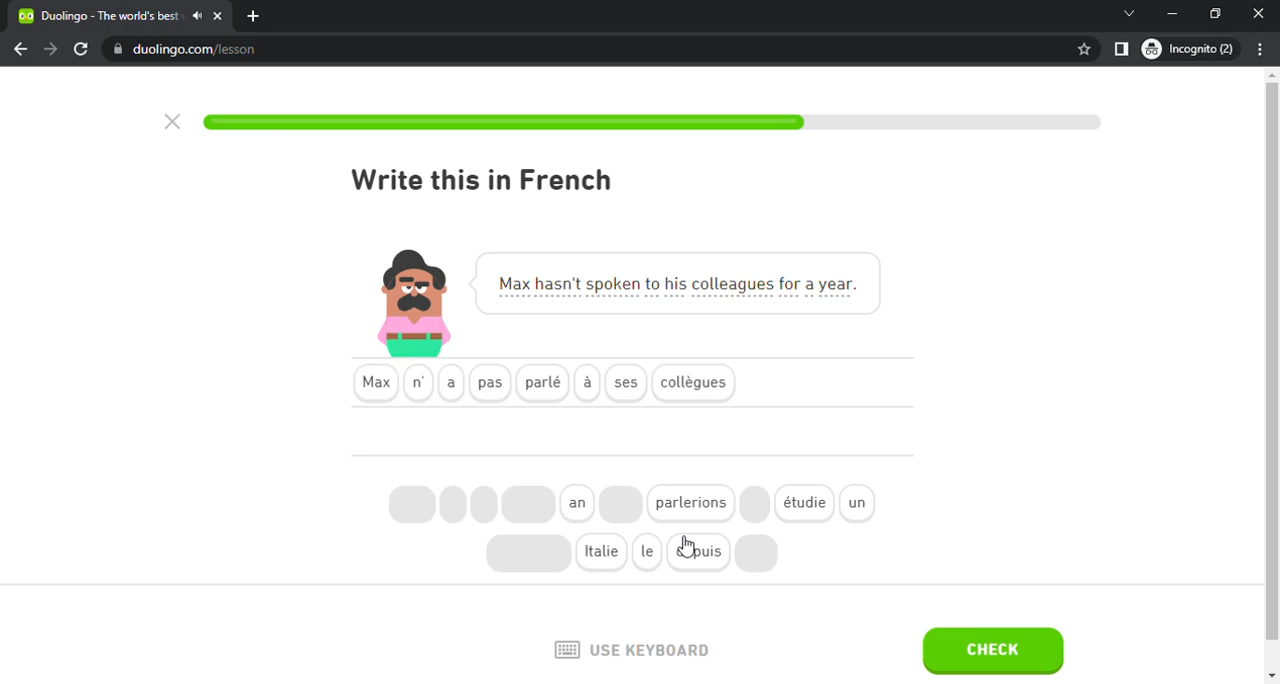 Duolingo - The world's best
duolingo.com/lesson
Incognito (2)
Write this in French
Max hasn't spoken to his colleagues for a year.
Max n' a pas parlé à ses collègues
an parlerions étudie un
Italie le
USE KEYBOARD
CHECK